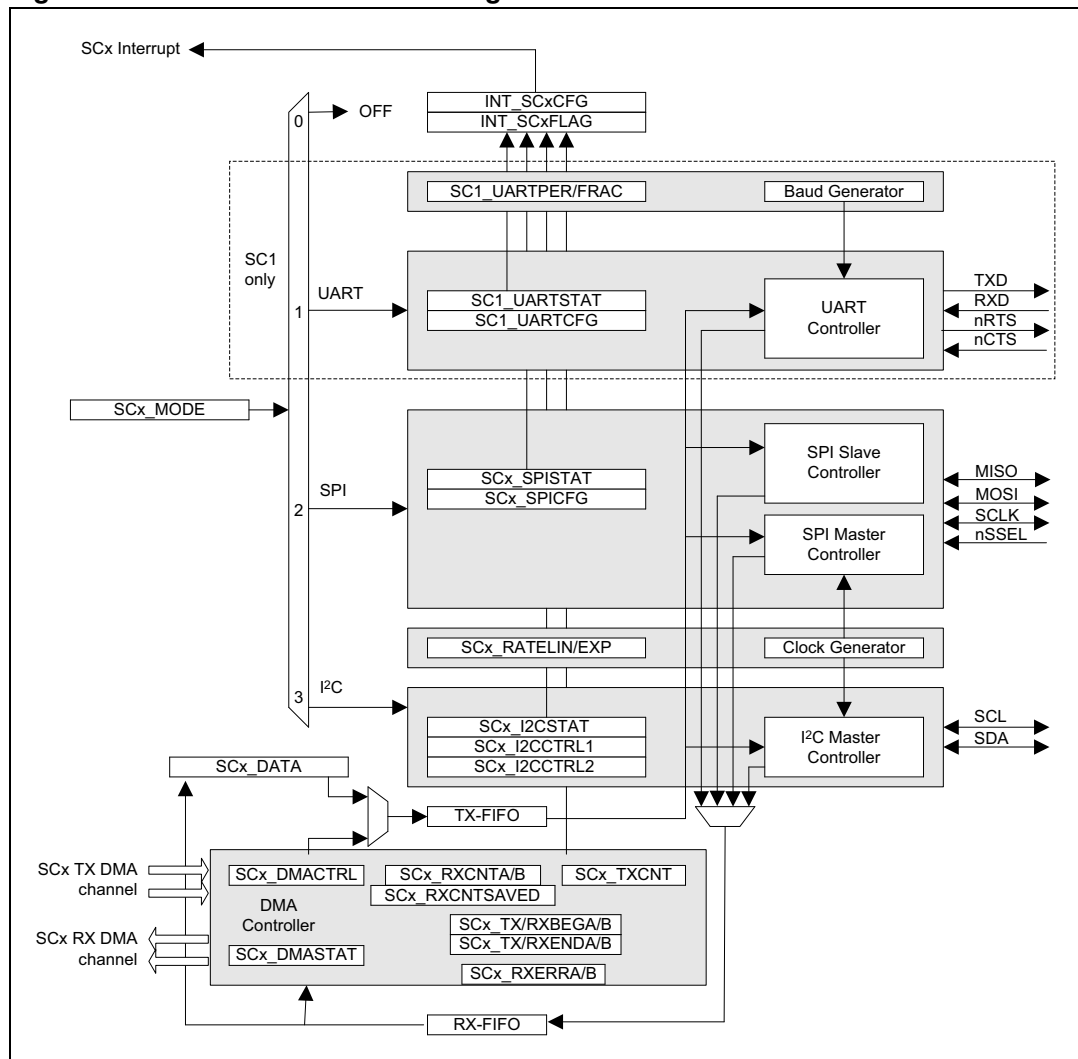 SCx Interrupt
INT_SCxCFG
INT_SCxFLAG
0
OFF
SC1_UARTPER/FRAC
Baud Generator
SC1
only
UART
1
SC1_UARTSTAT
SC1_UARTCFG
UART
Controller
TXD
RXD
nRTS
nCTS
SCx_MODE
SPI
2
SCx_SPISTAT
SCx_SPICFG
SPI Slave
Controller
SPI Master
Controller
MISO
MOSI
SCLK
nSSEL
SCx_RATELIN/EXP
Clock Generator
I²C
3
SCx_I2CSTAT
SCx_I2CCTRL1
SCx_I2CCTRL2
I²C Master
Controller
SCL
SDA
SCx_DATA
TX-FIFO
SCx TX DMA
channel
SCx_DMACTRL
SCx_RXCNTA/B
SCx_RXCNTSAVED
SCx_TXCNT
DMA
Controller
SCx_TX/RXBEGA/B
SCx_TX/RXENDA/B
SCx RX DMA
channel
SCx_DMASTAT
SCx_RXERRA/B
RX-FIFO